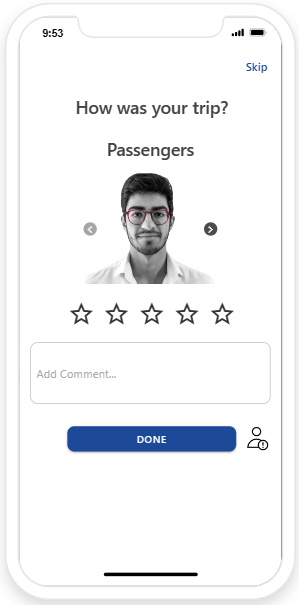 9:53
Skip
How was your trip?
Passengers
Add Comment...
DONE